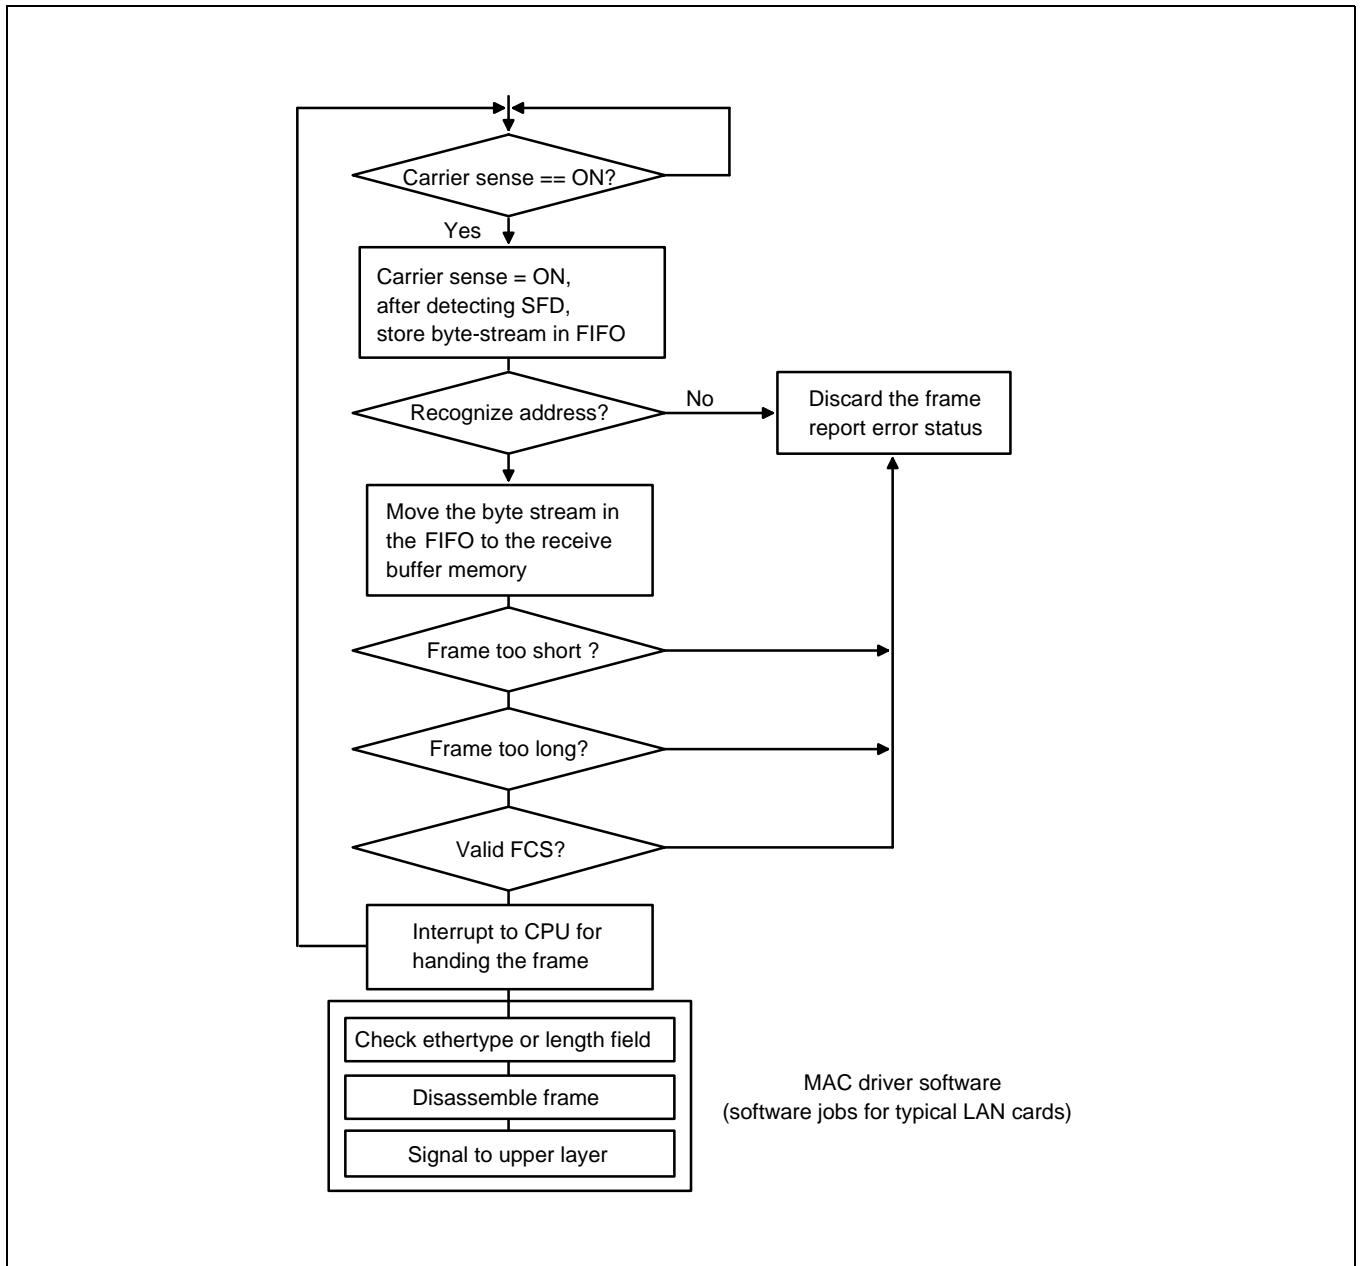 Carrier sense == ON?
Yes
Carrier sense = ON,
after detecting SFD,
store byte-stream in FIFO
Recognize address?
No
Discard the frame
report error status
Move the byte stream in
the FIFO to the receive
buffer memory
Frame too short ?
Frame too long?
Valid FCS?
Interrupt to CPU for
handing the frame
Check ethertype or length field
Disassemble frame
Signal to upper layer
MAC driver software
(software jobs for typical LAN cards)